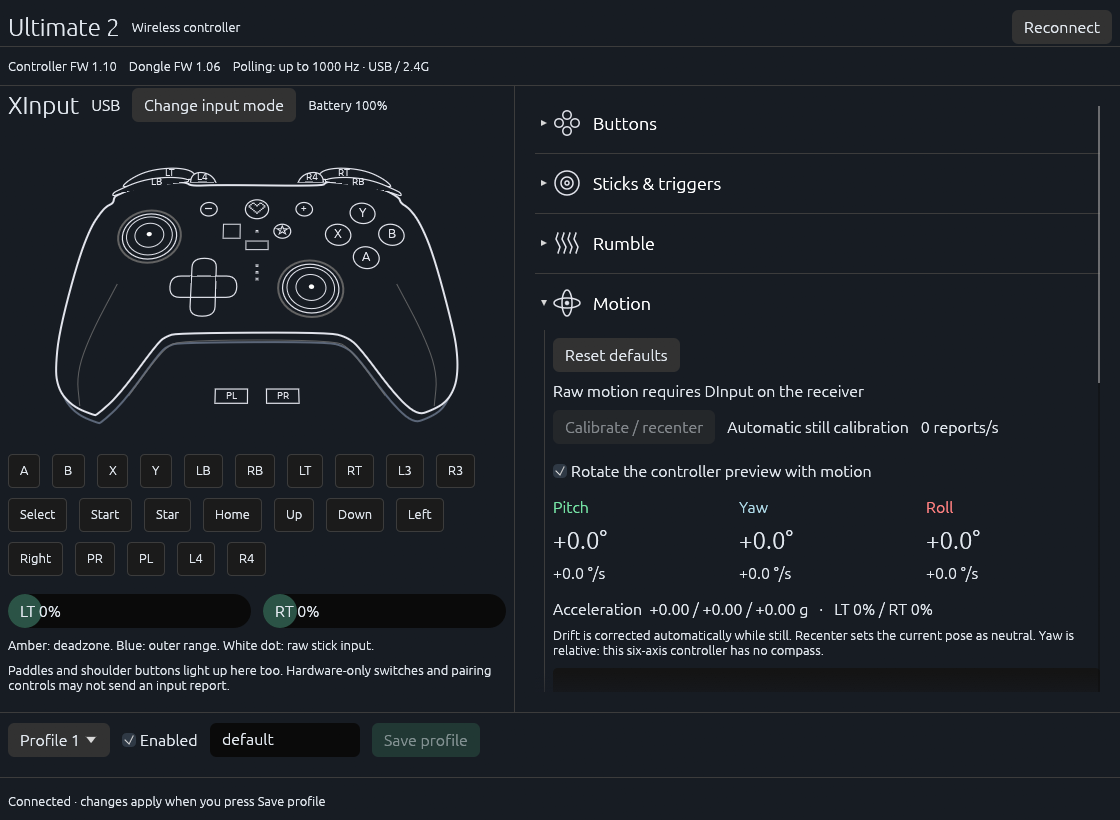 Ultimate 2 Wireless controller
Reconnect
Controller FW 1.10 Dongle FW 1.06 Polling: up to 1000 Hz · USB / 2.4G
XInput USB Change input mode Battery 100%
LT L4 R4 RT
LB RB
Y
X B
A
PL PR
A B X Y LB RB LT RT L3 R3
Select Start Star Home Up Down Left
Right PR PL L4 R4
LT 0% RT 0%
Amber: deadzone. Blue: outer range. White dot: raw stick input.
Paddles and shoulder buttons light up here too. Hardware-only switches and pairing
controls may not send an input report.
Buttons
Sticks & triggers
Rumble
Motion
Reset defaults
Raw motion requires DInput on the receiver
Calibrate / recenter Automatic still calibration 0 reports/s
Rotate the controller preview with motion
Pitch Yaw Roll
+0.0° +0.0° +0.0°
+0.0 °/s +0.0 °/s +0.0 °/s
Acceleration +0.00 / +0.00 / +0.00 g · LT 0% / RT 0%
Drift is corrected automatically while still. Recenter sets the current pose as neutral. Yaw is
relative: this six-axis controller has no compass.
Profile 1 Enabled default Save profile
Connected · changes apply when you press Save profile